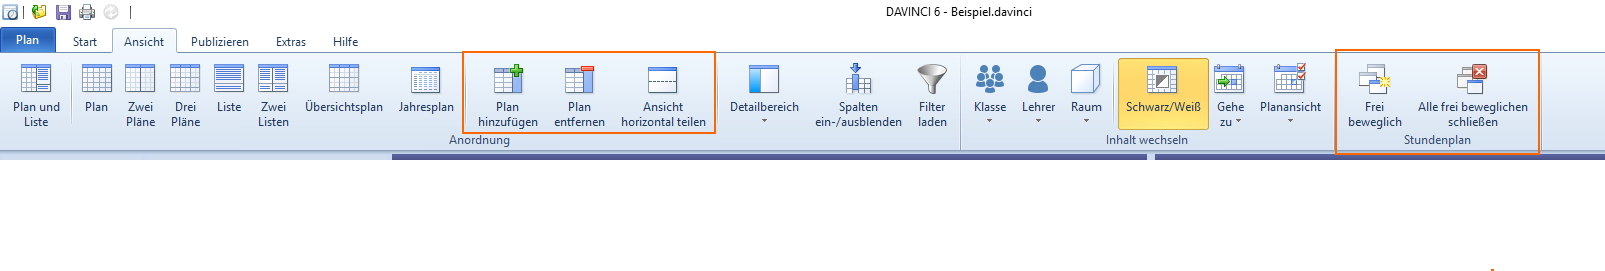 DAVINCI 6 - Beispiel.davinci
Plan Start Ansicht Publizieren Extras Hilfe
Plan und Liste
Plan
Zwei Pläne
Drei Pläne
Liste
Zwei Listen
Übersichtsplan
Jahresplan
Plan hinzufügen
Plan entfernen
Ansicht horizontal teilen
Detailbereich
Spalten ein-/ausblenden
Filter laden
Anordnung
Klasse
Lehrer
Raum
Schwarz/Weiß
Gehe zu
Planansicht
Inhalt wechseln
Frei beweglich
Alle frei beweglichen schließen
Stundenplan